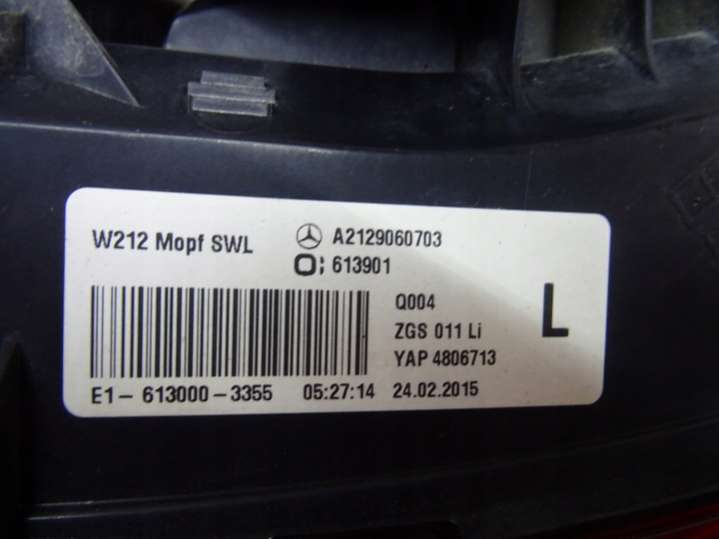 W212 Mopf SWL A2129060703
613901
Q004
L
ZGS 011 Li
YAP 4806713
E1- 613000- 3355 05:27:14 24.02.2015